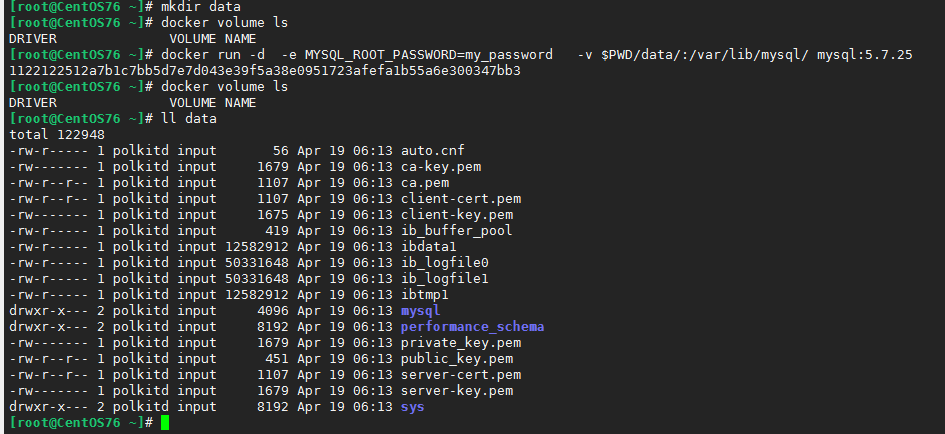 [root@CentOS76 ~]# mkdir data
[root@CentOS76 ~]# docker volume ls
DRIVER              VOLUME NAME
[root@CentOS76 ~]# docker run -d  -e MYSQL_ROOT_PASSWORD=my_password   -v $PWD/data/:/var/lib/mysql/ mysql:5.7.25
1122122512a7b1c7bb5d7e7d043e39f5a38e0951723afefa1b55a6e300347bb3
[root@CentOS76 ~]# docker volume ls
DRIVER              VOLUME NAME
[root@CentOS76 ~]# ll data
total 122948
-rw-r----- 1 polkitd input       56 Apr 19 06:13 auto.cnf
-rw------- 1 polkitd input     1679 Apr 19 06:13 ca-key.pem
-rw-r--r-- 1 polkitd input     1107 Apr 19 06:13 ca.pem
-rw-r--r-- 1 polkitd input     1107 Apr 19 06:13 client-cert.pem
-rw------- 1 polkitd input     1675 Apr 19 06:13 client-key.pem
-rw-r----- 1 polkitd input      419 Apr 19 06:13 ib_buffer_pool
-rw-r----- 1 polkitd input 12582912 Apr 19 06:13 ibdata1
-rw-r----- 1 polkitd input 50331648 Apr 19 06:13 ib_logfile0
-rw-r----- 1 polkitd input 50331648 Apr 19 06:13 ib_logfile1
-rw-r----- 1 polkitd input 12582912 Apr 19 06:13 ibtmp1
drwxr-x--- 2 polkitd input     4096 Apr 19 06:13 mysql
drwxr-x--- 2 polkitd input     8192 Apr 19 06:13 performance_schema
-rw------- 1 polkitd input     1679 Apr 19 06:13 private_key.pem
-rw-r--r-- 1 polkitd input      451 Apr 19 06:13 public_key.pem
-rw-r--r-- 1 polkitd input     1107 Apr 19 06:13 server-cert.pem
-rw------- 1 polkitd input     1679 Apr 19 06:13 server-key.pem
drwxr-x--- 2 polkitd input     8192 Apr 19 06:13 sys
[root@CentOS76 ~]#